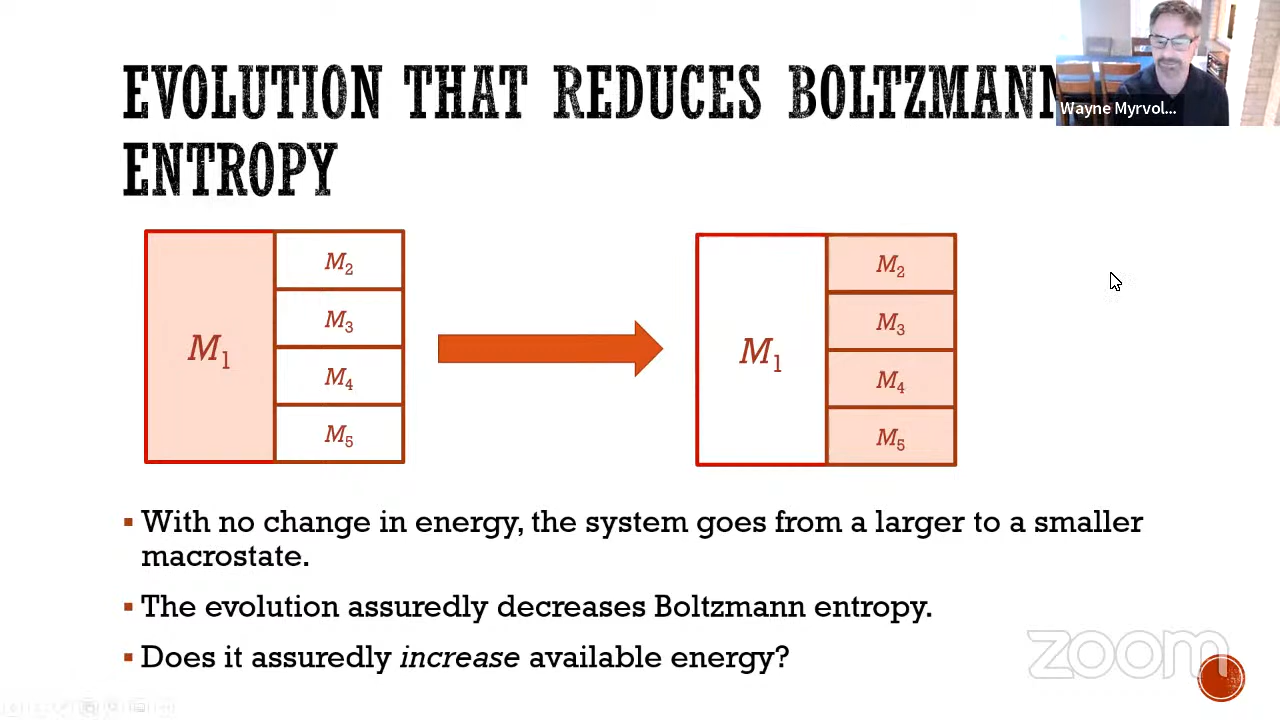 EVOLUTION THAT REDUCES BOLTZMANN
ENTROPY
Wayne Myrvol...
M1
M2
M3
M4
M5
M1
M2
M3
M4
M5
▪ With no change in energy, the system goes from a larger to a smaller
macrostate.
▪ The evolution assuredly decreases Boltzmann entropy.
▪ Does it assuredly increase available energy?
zoom